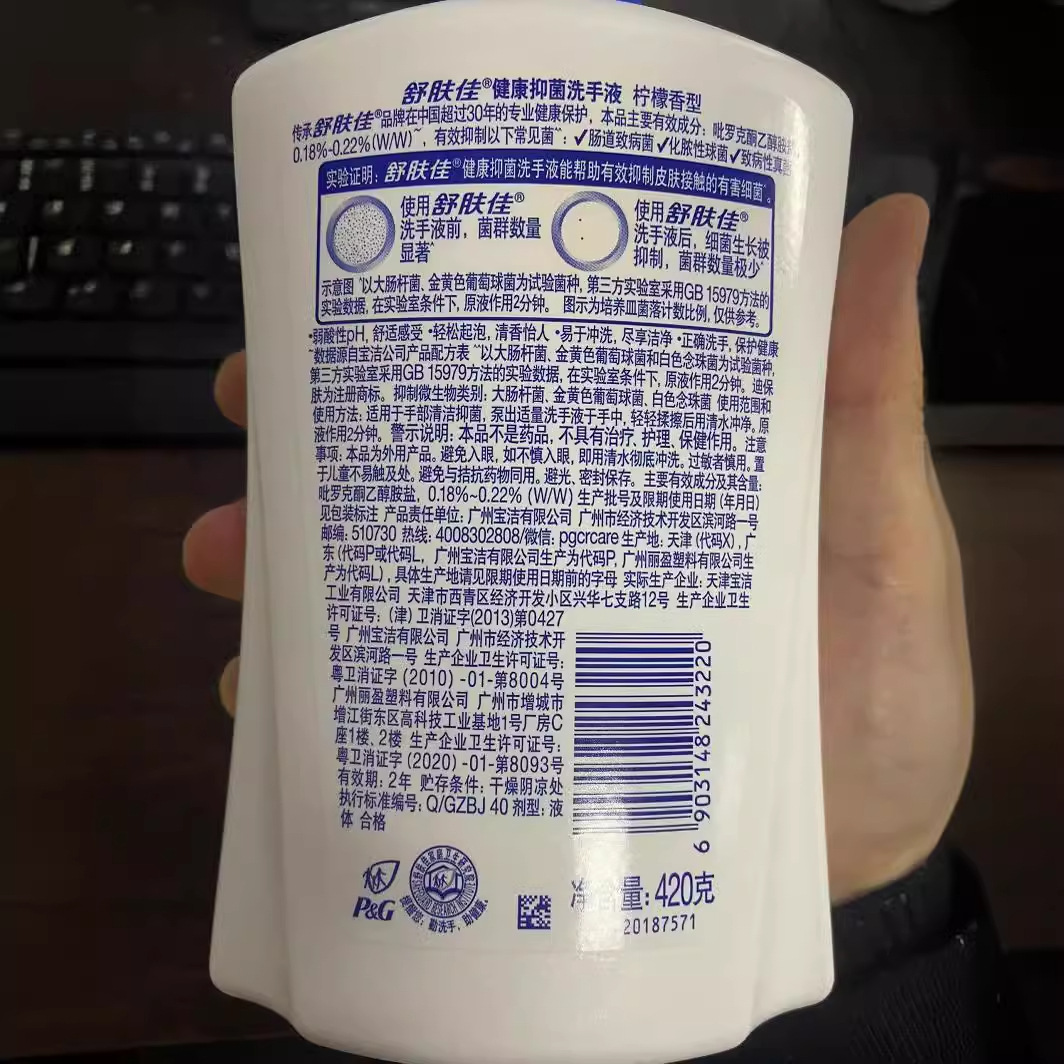 舒肤佳®健康抑菌洗手液 柠檬香型
传承舒肤佳®品牌在中国超过30年的专业健康保护，本品主要有效成分：吡罗克酮乙醇胺盐
0.18%-0.22%(W/W)~，有效抑制以下常见菌^^：✓肠道致病菌✓化脓性球菌✓致病性真菌
实验证明：舒肤佳®健康抑菌洗手液能帮助有效抑制皮肤接触的有害细菌^。
使用舒肤佳®
洗手液前，菌群数量
显著^
使用舒肤佳®
洗手液后，细菌生长被
抑制，菌群数量极少^
示意图 ^以大肠杆菌、金黄色葡萄球菌为试验菌种，第三方实验室采用GB 15979方法的
实验数据，在实验室条件下，原液作用2分钟。 图示为培养皿菌落计数比例，仅供参考。
•弱酸性pH，舒适感受 •轻松起泡，清香怡人 •易于冲洗，尽享洁净 •正确洗手，保护健康
~数据源自宝洁公司产品配方表 ^^以大肠杆菌、金黄色葡萄球菌和白色念珠菌为试验菌种，
第三方实验室采用GB 15979方法的实验数据，在实验室条件下，原液作用2分钟。迪保
肤为注册商标。抑制微生物类别：大肠杆菌、金黄色葡萄球菌、白色念珠菌 使用范围和
使用方法：适用于手部清洁抑菌，泵出适量洗手液于手中，轻轻揉擦后用清水冲净。原
液作用2分钟。警示说明：本品不是药品，不具有治疗、护理、保健作用。注意
事项：本品为外用产品。避免入眼，如不慎入眼，即用清水彻底冲洗。过敏者慎用。置
于儿童不易触及处。避免与拮抗药物同用。避光、密封保存。主要有效成分及其含量：
吡罗克酮乙醇胺盐，0.18%~0.22% (W/W) 生产批号及限期使用日期 (年月日)
见包装标注 产品责任单位：广州宝洁有限公司 广州市经济技术开发区滨河路一号
邮编：510730 热线：4008302808/微信：pgcrcare 生产地：天津 (代码X)，广
东 (代码P或代码L，广州宝洁有限公司生产为代码P，广州丽盈塑料有限公司生
产为代码L)，具体生产地请见限期使用日期前的字母 实际生产企业：天津宝洁
工业有限公司 天津市西青区经济开发小区兴华七支路12号 生产企业卫生
许可证号：(津) 卫消证字(2013)第0427
号 广州宝洁有限公司 广州市经济技术开
发区滨河路一号 生产企业卫生许可证号：
粤卫消证字 (2010) -01-第8004号
广州丽盈塑料有限公司 广州市增城市
增江街东区高科技工业基地1号厂房C
座1楼、2楼 生产企业卫生许可证号：
粤卫消证字 (2020) -01-第8093号
有效期：2年 贮存条件：干燥阴凉处
执行标准编号：Q/GZBJ 40 剂型：液
体 合格
6 903148 243220
P&G
勤洗手，助健康
净含量：420克
20187571